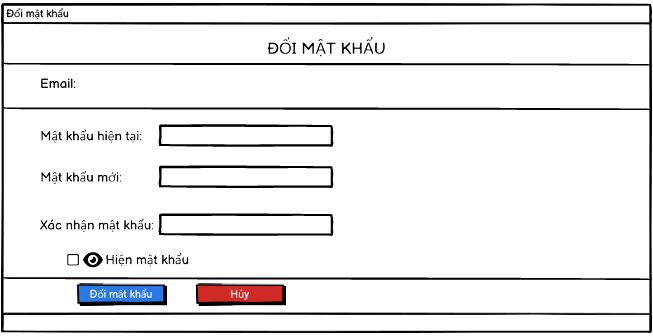 Đổi mật khẩu
ĐỔI MẬT KHẨU
Email:
Mật khẩu hiện tại:
Mật khẩu mới:
Xác nhận mật khẩu:
Hiện mật khẩu
Đổi mật khẩu Hủy